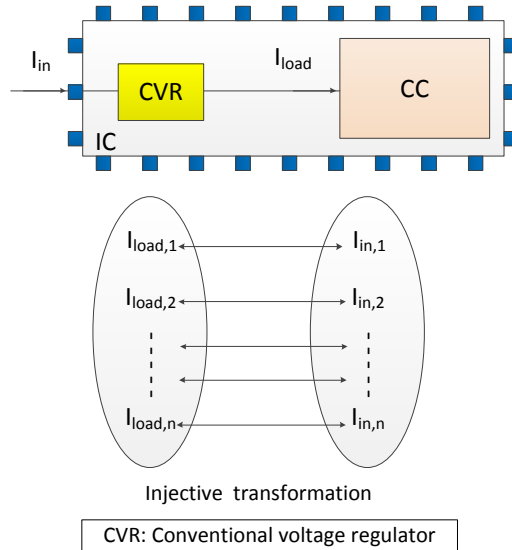 I_in
I_load
CVR
CC
IC
I_load,1
I_in,1
I_load,2
I_in,2
I_load,n
I_in,n
Injective transformation
CVR: Conventional voltage regulator